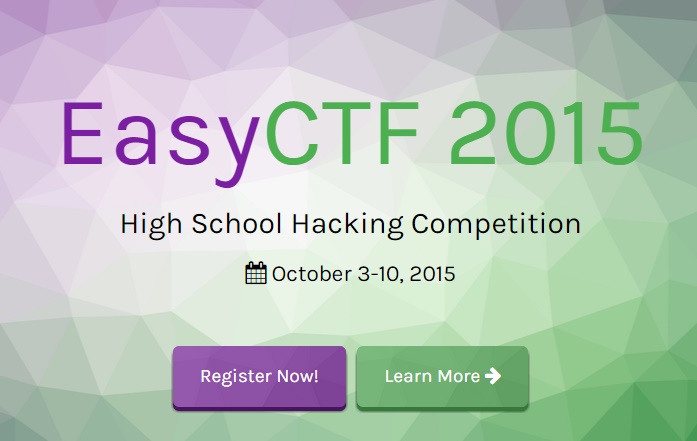 EasyCTF 2015
High School Hacking Competition
October 3-10, 2015
Register Now!
Learn More